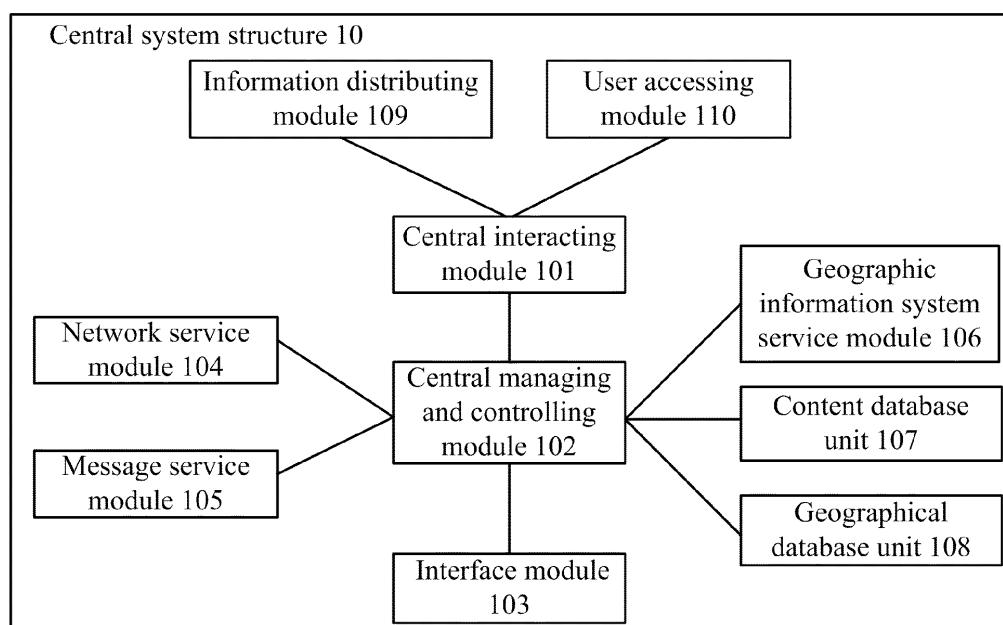 Central system structure 10
Information distributing
module 109
User accessing
module 110
Central interacting
module 101
Geographic
information system
service module 106
Network service
module 104
Central managing
and controlling
module 102
Content database
unit 107
Message service
module 105
Geographical
database unit 108
Interface module
103